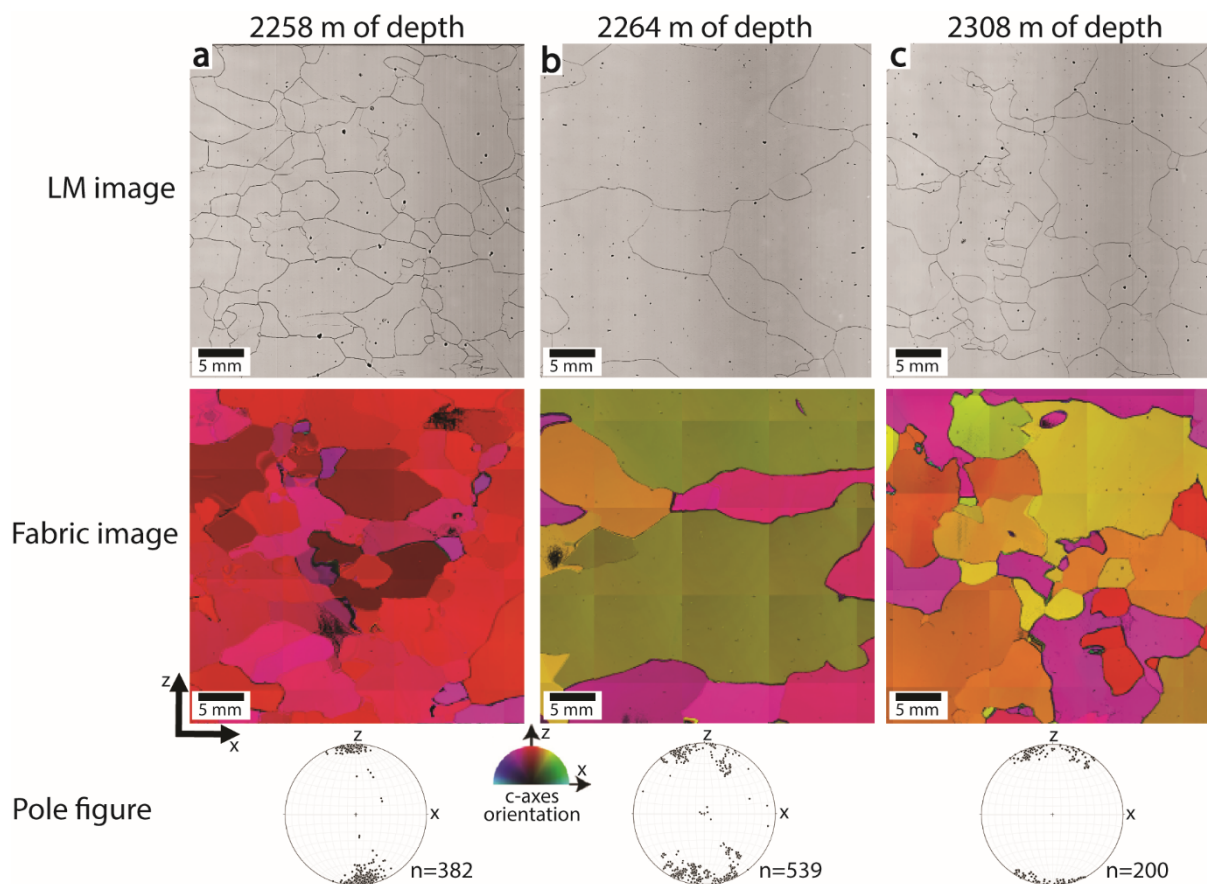 2258 m of depth
2264 m of depth
2308 m of depth
a
b
c
LM image
5 mm
5 mm
5 mm
Fabric image
z
x
5 mm
5 mm
5 mm
Pole figure
z
x
n=382
z
x
c-axes
orientation
z
x
n=539
z
x
n=200